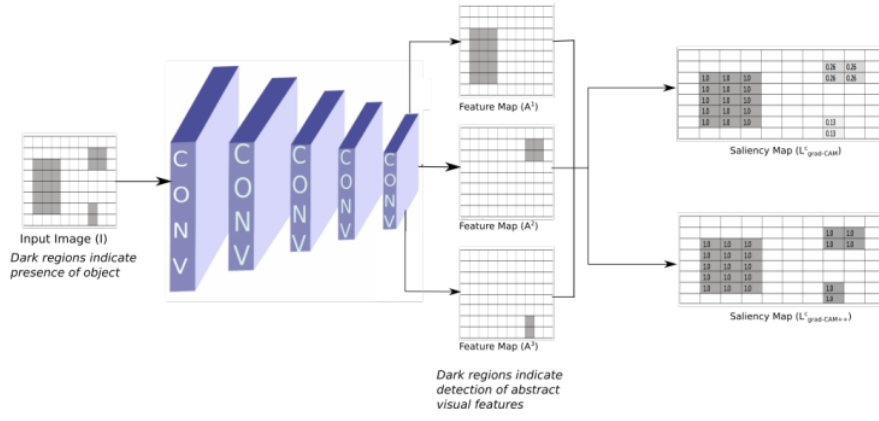 Input Image (I)
Dark regions indicate
presence of object
CONV
CONV
CONV
CONV
CONV
Feature Map (A¹)
Feature Map (A²)
Feature Map (A³)
Dark regions indicate
detection of abstract
visual features
0.26 0.26
1.0 1.0 1.0 0.26 0.26
1.0 1.0 1.0
1.0 1.0 1.0
1.0 1.0 1.0 0.13
1.0 1.0 1.0 0.13
Saliency Map (Lᶜgrad-CAM)
1.0 1.0
1.0 1.0 1.0 1.0 1.0
1.0 1.0 1.0
1.0 1.0 1.0
1.0 1.0 1.0 1.0
1.0 1.0 1.0 1.0
Saliency Map (Lᶜgrad-CAM++)